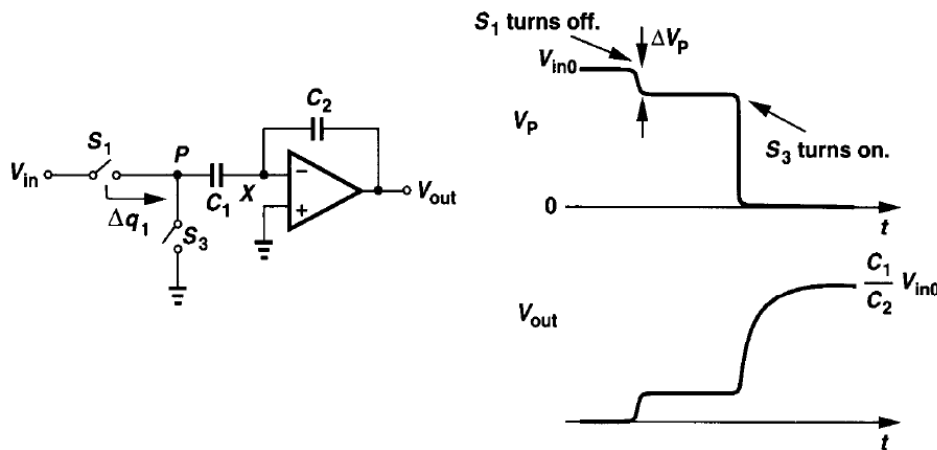 S1 turns off.
ΔVP
Vin0
VP
S3 turns on.
0
t
C2
S1
P
Vin
C1
X
−
+
Vout
Δq1
S3
C1
C2
Vin0
Vout
t